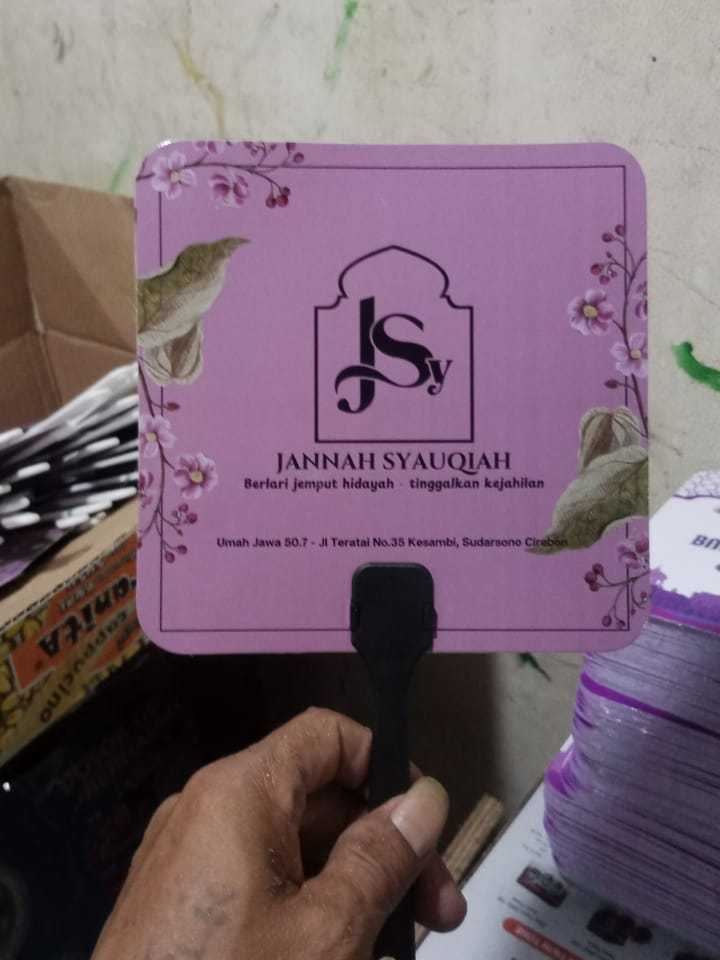 JSy
JANNAH SYAUQIAH
Berlari jemput hidayah - tinggalkan kejahilan
Umah Jawa 50.7 - Jl Teratai No.35 Kesambi, Sudarsono Cirebon
cappucino